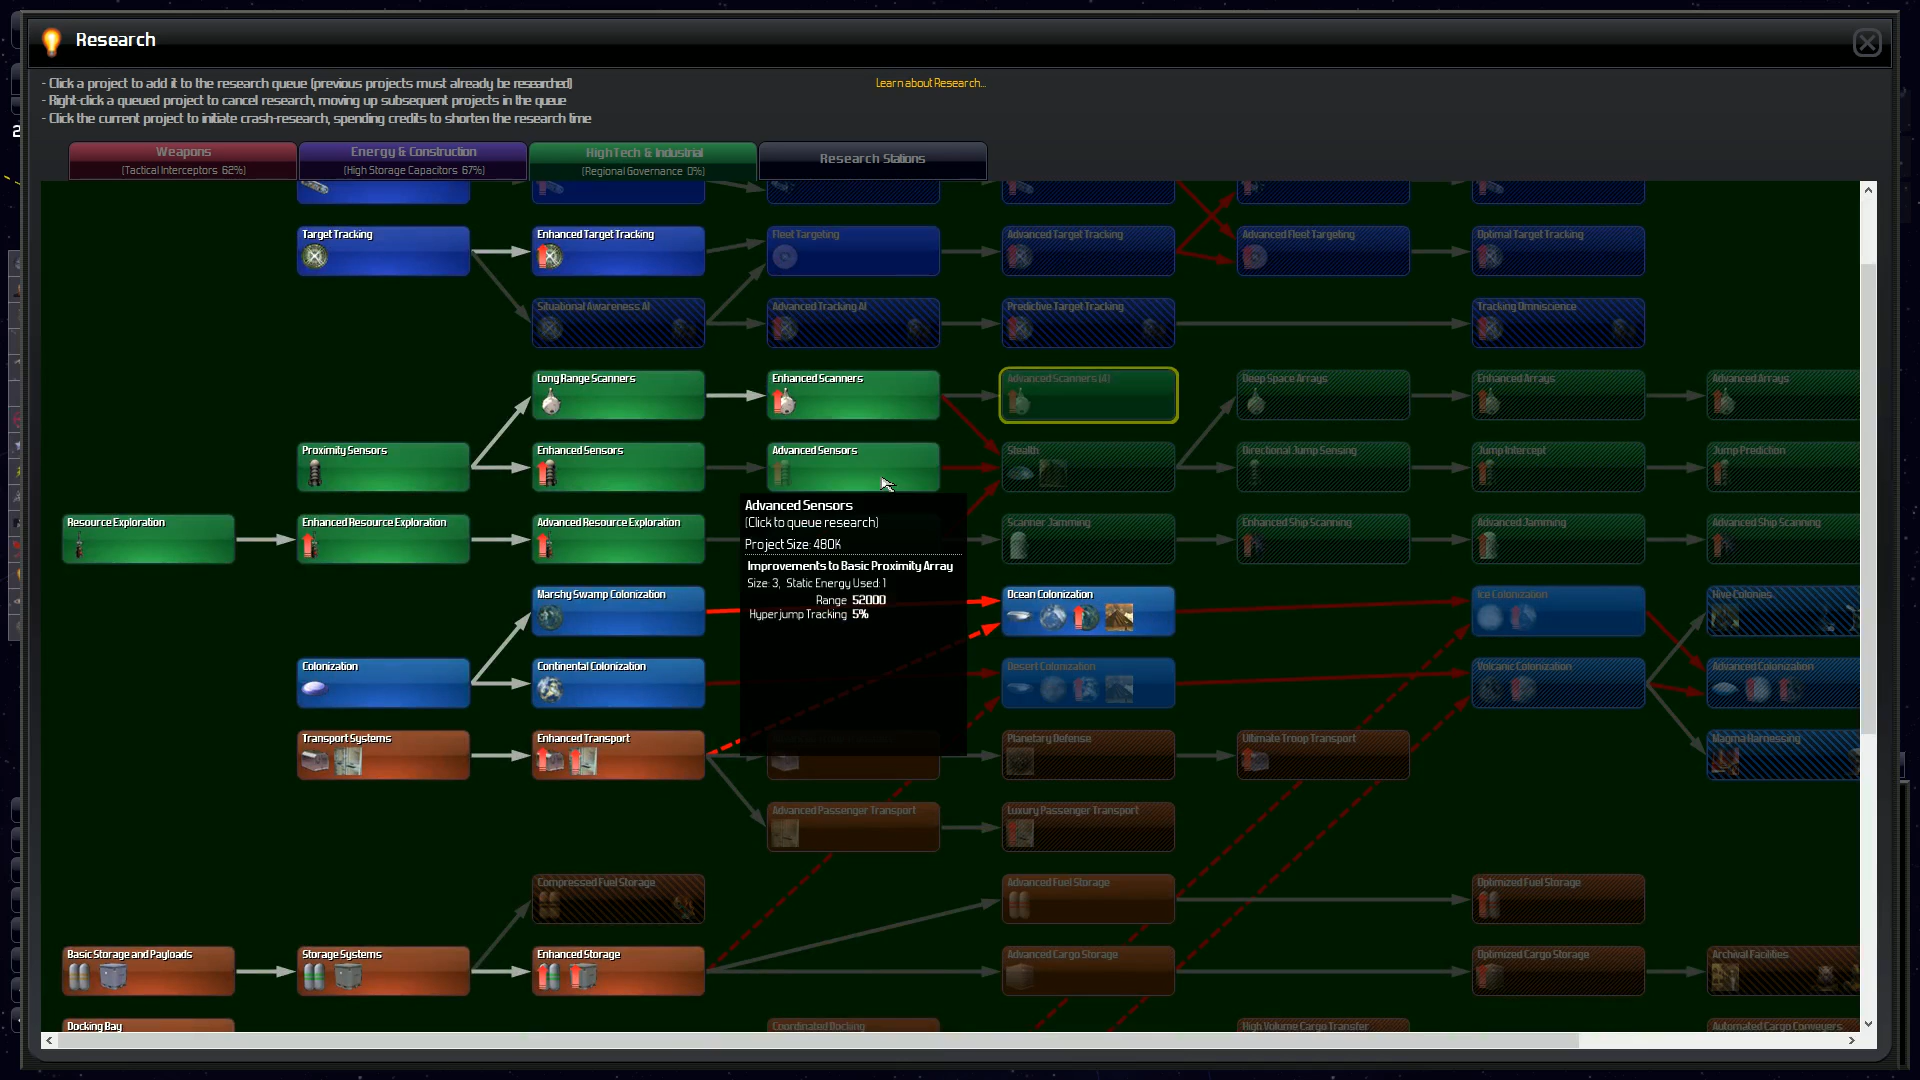 Research
- Click a project to add it to the research queue (previous projects must already be researched)
Learn about Research...
- Right-click a queued project to cancel research, moving up subsequent projects in the queue
- Click the current project to initiate crash-research, spending credits to shorten the research time
2
Weapons
(Tactical Interceptors 62%)
Energy & Construction
(High Storage Capacitors 67%)
HighTech & Industrial
(Regional Governance 0%)
Research Stations
Target Tracking
Enhanced Target Tracking
Fleet Targeting
Advanced Target Tracking
Advanced Fleet Targeting
Optimal Target Tracking
Situational Awareness AI
Advanced Tracking AI
Predictive Target Tracking
Tracking Omniscience
Long Range Scanners
Enhanced Scanners
Advanced Scanners (4)
Deep Space Arrays
Enhanced Arrays
Advanced Arrays
Proximity Sensors
Enhanced Sensors
Advanced Sensors
Stealth
Directional Jump Sensing
Jump Intercept
Jump Prediction
Advanced Sensors
(Click to queue research)
Project Size: 480K
Improvements to Basic Proximity Array
Size: 3, Static Energy Used: 1
Range 52000
Hyperjump Tracking 5%
Resource Exploration
Enhanced Resource Exploration
Advanced Resource Exploration
Scanner Jamming
Enhanced Ship Scanning
Advanced Jamming
Advanced Ship Scanning
Marshy Swamp Colonization
Ocean Colonization
Ice Colonization
Hive Colonies
Colonization
Continental Colonization
Desert Colonization
Volcanic Colonization
Advanced Colonization
Transport Systems
Enhanced Transport
Planetary Defense
Ultimate Troop Transport
Magma Harnessing
Advanced Passenger Transport
Luxury Passenger Transport
Compressed Fuel Storage
Advanced Fuel Storage
Optimized Fuel Storage
Basic Storage and Payloads
Storage Systems
Enhanced Storage
Advanced Cargo Storage
Optimized Cargo Storage
Archival Facilities
Docking Bay
Coordinated Docking
High Volume Cargo Transfer
Automated Cargo Conveyers